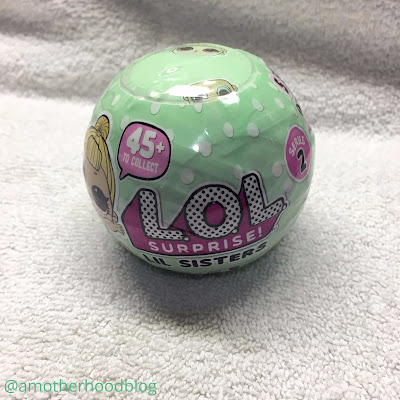 45+
TO COLLECT
SERIES
2
L.O.L
SURPRISE!
LIL SISTERS
@amotherhoodblog